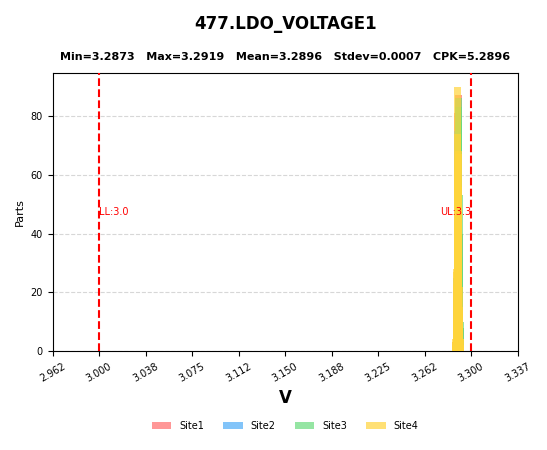 477.LDO_VOLTAGE1
Min=3.2873 Max=3.2919 Mean=3.2896 Stdev=0.0007 CPK=5.2896
Parts
80
60
40
20
0
LL:3.0
UL:3.3
2.962 3.000 3.038 3.075 3.112 3.150 3.188 3.225 3.262 3.300 3.337
V
Site1 Site2 Site3 Site4